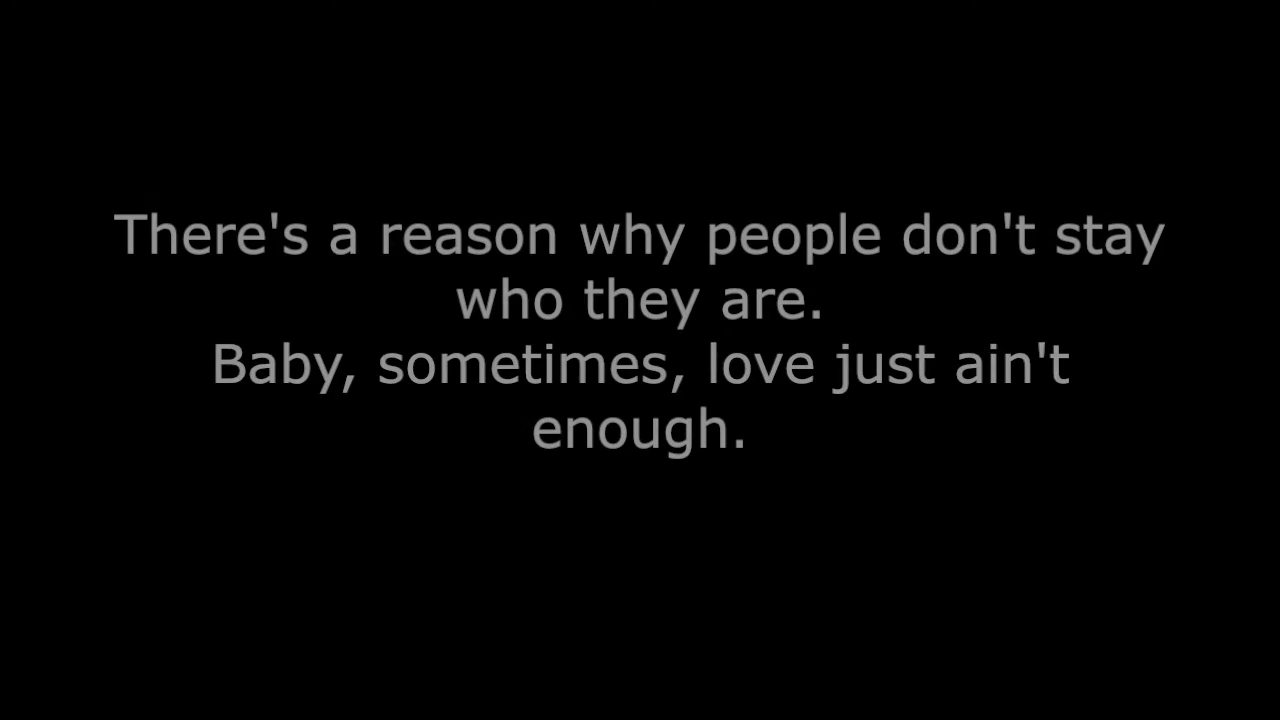 There's a reason why people don't stay
who they are.
Baby, sometimes, love just ain't
enough.